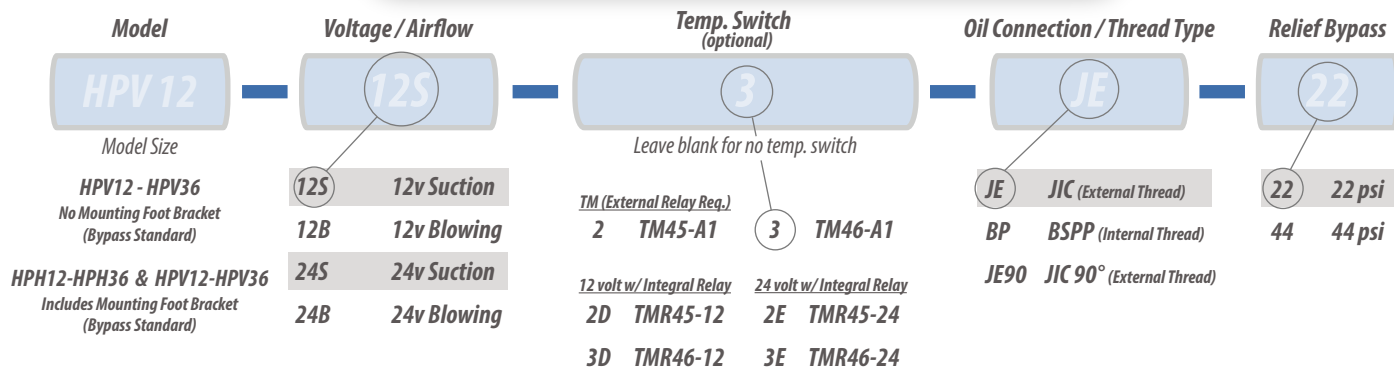 Model
Voltage / Airflow
Temp. Switch
(optional)
Oil Connection / Thread Type
Relief Bypass
HPV 12
12S
3
JE
22
Model Size
Leave blank for no temp. switch
HPV12 - HPV36
No Mounting Foot Bracket
(Bypass Standard)
HPH12-HPH36 & HPV12-HPV36
Includes Mounting Foot Bracket
(Bypass Standard)
12S 12v Suction
12B 12v Blowing
24S 24v Suction
24B 24v Blowing
TM (External Relay Req.)
2 TM45-A1 3 TM46-A1
12 volt w/ Integral Relay 24 volt w/ Integral Relay
2D TMR45-12 2E TMR45-24
3D TMR46-12 3E TMR46-24
JE JIC (External Thread)
BP BSPP (Internal Thread)
JE90 JIC 90° (External Thread)
22 22 psi
44 44 psi